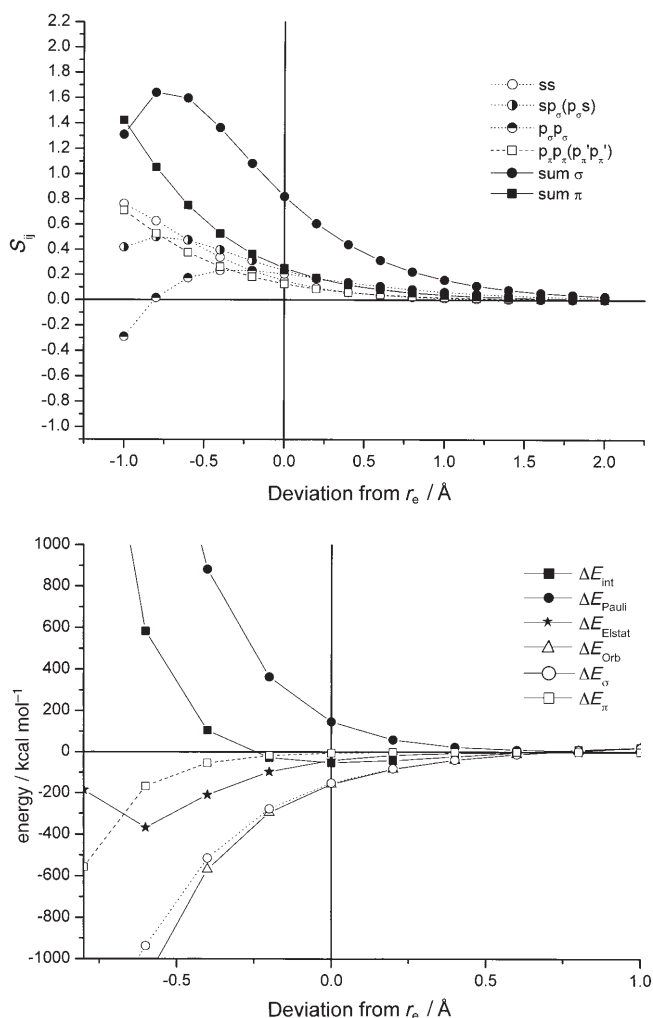 2.2
2.0
1.8
1.6
1.4
1.2
1.0
0.8
0.6
0.4
0.2
0.0
-0.2
-0.4
-0.6
-0.8
-1.0
S_ij
ss
sp_σ(p_σs)
p_σp_σ
p_πp_π(p_π'p_π')
sum σ
sum π
-1.0 -0.5 0.0 0.5 1.0 1.5 2.0
Deviation from r_e / Å
1000
800
600
400
200
0
-200
-400
-600
-800
-1000
energy / kcal mol⁻¹
ΔE_int
ΔE_Pauli
ΔE_Elstat
ΔE_Orb
ΔE_σ
ΔE_π
-0.5 0.0 0.5 1.0
Deviation from r_e / Å